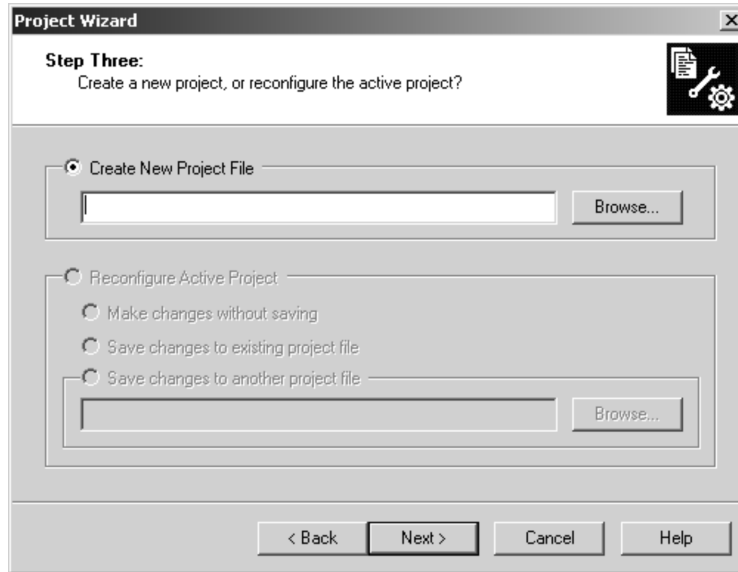 Project Wizard
Step Three:
Create a new project, or reconfigure the active project?
Create New Project File
Browse...
Reconfigure Active Project
Make changes without saving
Save changes to existing project file
Save changes to another project file
Browse...
< Back Next > Cancel Help